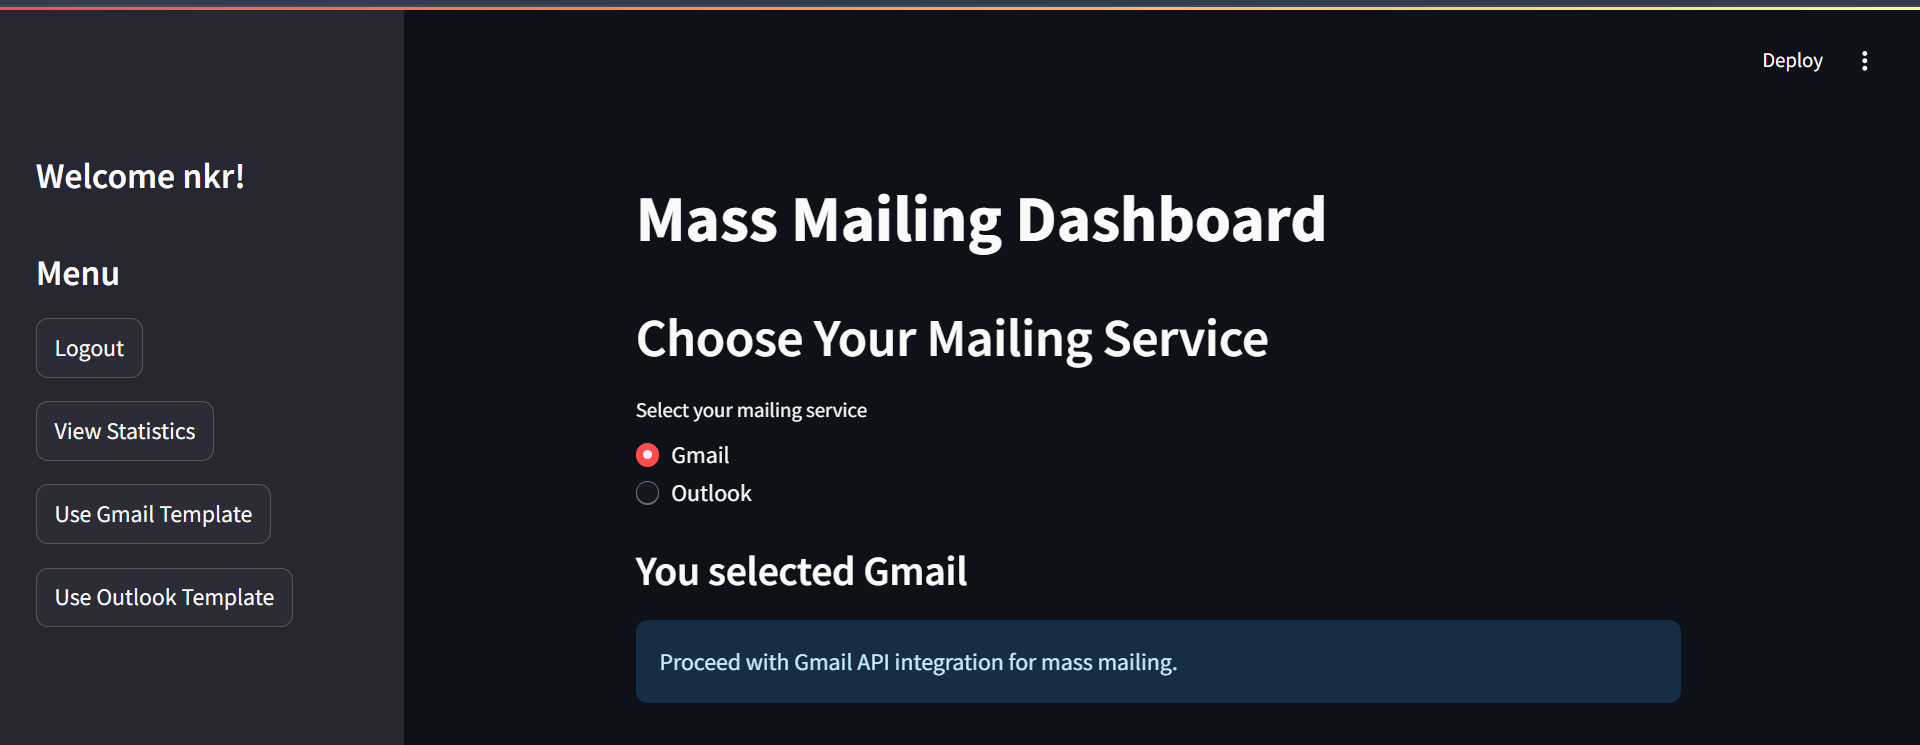 Deploy
Welcome nkr!
Menu
Logout
View Statistics
Use Gmail Template
Use Outlook Template
Mass Mailing Dashboard
Choose Your Mailing Service
Select your mailing service
Gmail
Outlook
You selected Gmail
Proceed with Gmail API integration for mass mailing.